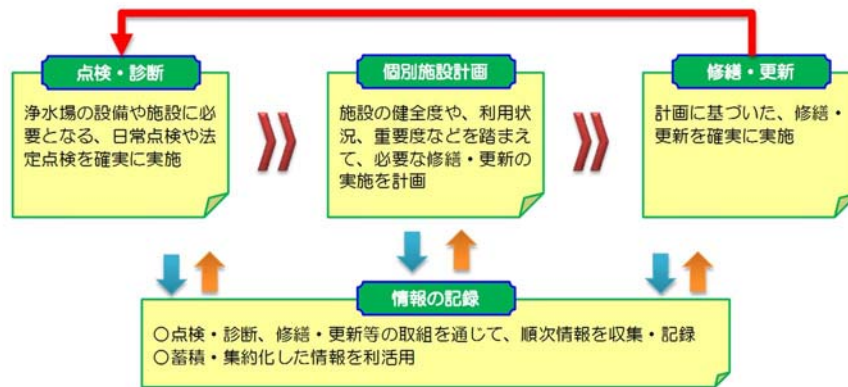 点検・診断
浄水場の設備や施設に必
要となる、日常点検や法
定点検を確実に実施
個別施設計画
施設の健全度や、利用状
況、重要度などを踏まえ
て、必要な修繕・更新の
実施を計画
修繕・更新
計画に基づいた、修繕・
更新を確実に実施
情報の記録
○点検・診断、修繕・更新等の取組を通じて、順次情報を収集・記録
○蓄積・集約化した情報を利活用